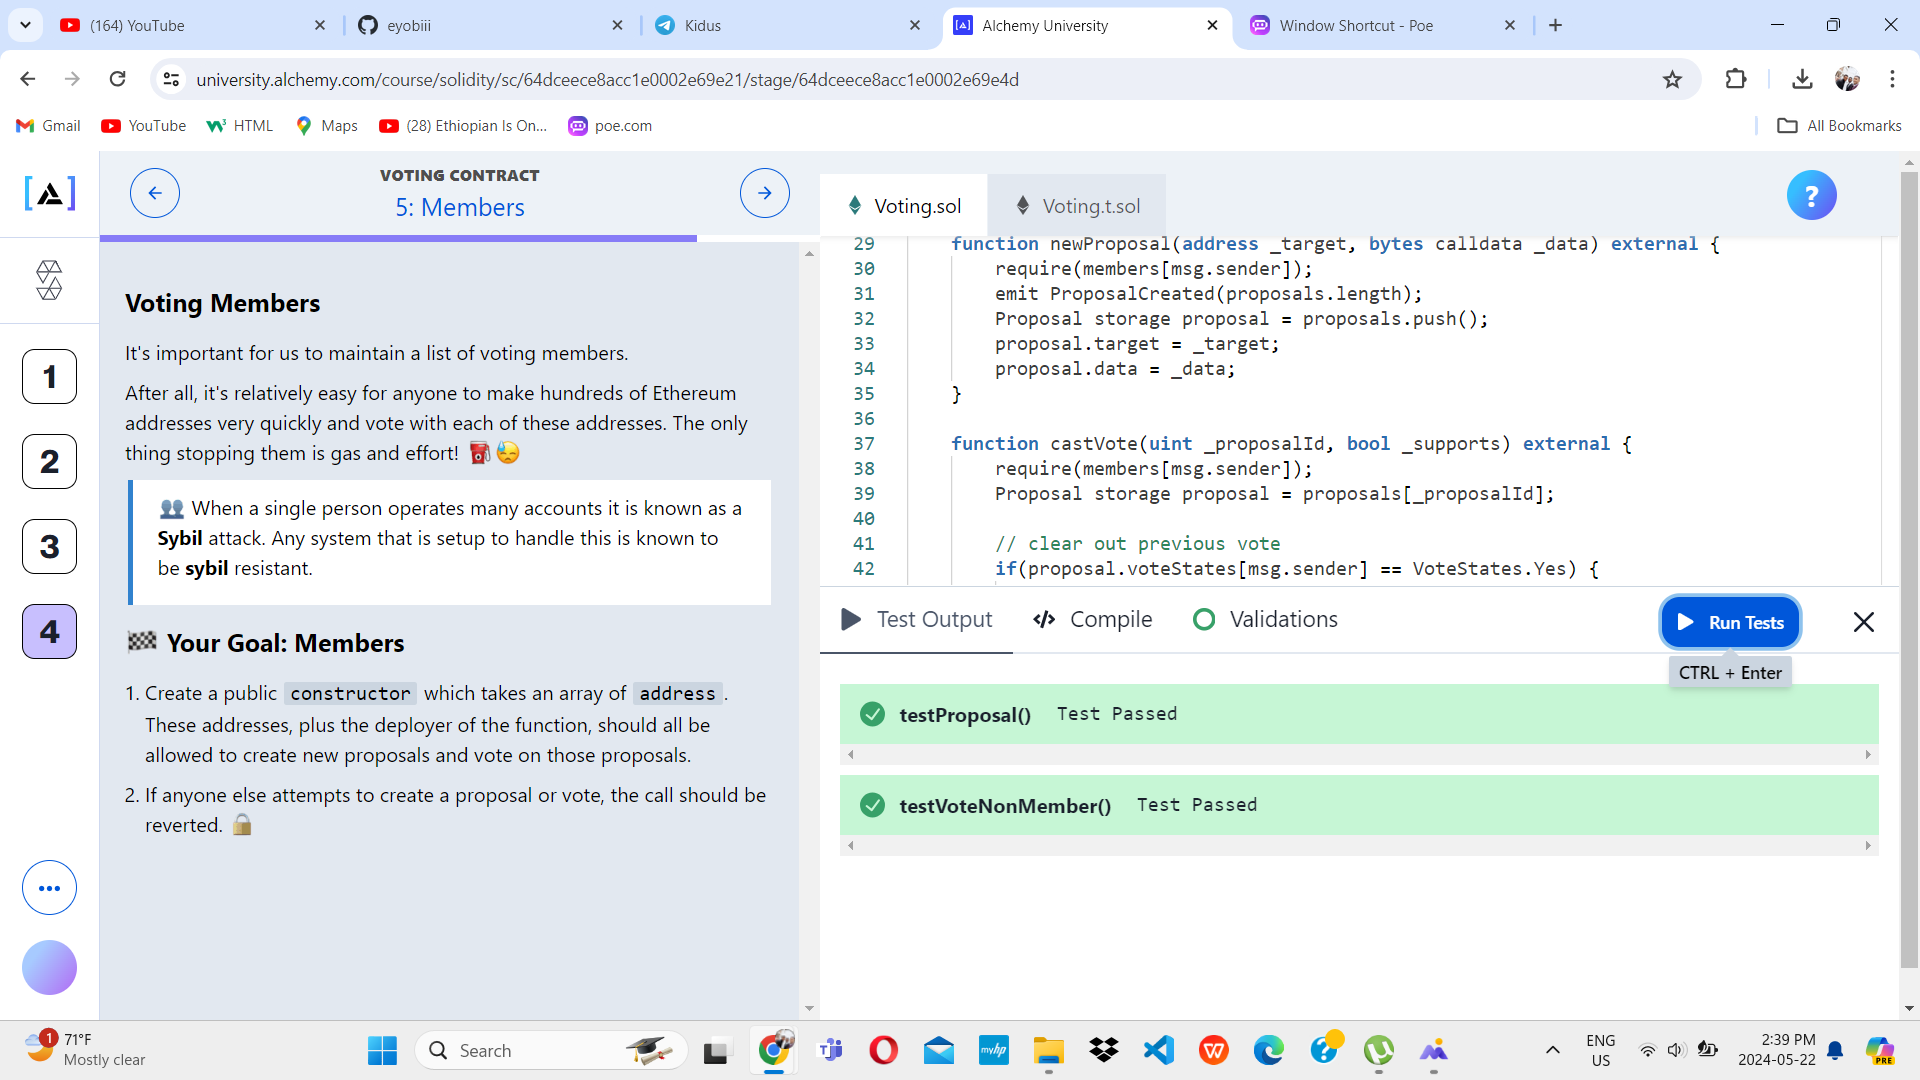 (164) YouTube
eyobiii
Kidus
Alchemy University
Window Shortcut - Poe
university.alchemy.com/course/solidity/sc/64dceece8acc1e0002e69e21/stage/64dceece8acc1e0002e69e4d
Gmail
YouTube
HTML
Maps
(28) Ethiopian Is On...
poe.com
All Bookmarks
[A]
VOTING CONTRACT
5: Members
Voting.sol
Voting.t.sol
?
1
2
3
4
Voting Members
It's important for us to maintain a list of voting members.
After all, it's relatively easy for anyone to make hundreds of Ethereum
addresses very quickly and vote with each of these addresses. The only
thing stopping them is gas and effort! ⛽😓
👥 When a single person operates many accounts it is known as a
Sybil attack. Any system that is setup to handle this is known to
be sybil resistant.
🏁 Your Goal: Members
1. Create a public constructor which takes an array of address.
These addresses, plus the deployer of the function, should all be
allowed to create new proposals and vote on those proposals.
2. If anyone else attempts to create a proposal or vote, the call should be
reverted. 🔒
29 function newProposal(address _target, bytes calldata _data) external {
30 require(members[msg.sender]);
31 emit ProposalCreated(proposals.length);
32 Proposal storage proposal = proposals.push();
33 proposal.target = _target;
34 proposal.data = _data;
35 }
36
37 function castVote(uint _proposalId, bool _supports) external {
38 require(members[msg.sender]);
39 Proposal storage proposal = proposals[_proposalId];
40
41 // clear out previous vote
42 if(proposal.voteStates[msg.sender] == VoteStates.Yes) {
Test Output
Compile
Validations
Run Tests
CTRL + Enter
testProposal() Test Passed
testVoteNonMember() Test Passed
1
71°F
Mostly clear
Search
myhp
ENG
US
2:39 PM
2024-05-22
PRE